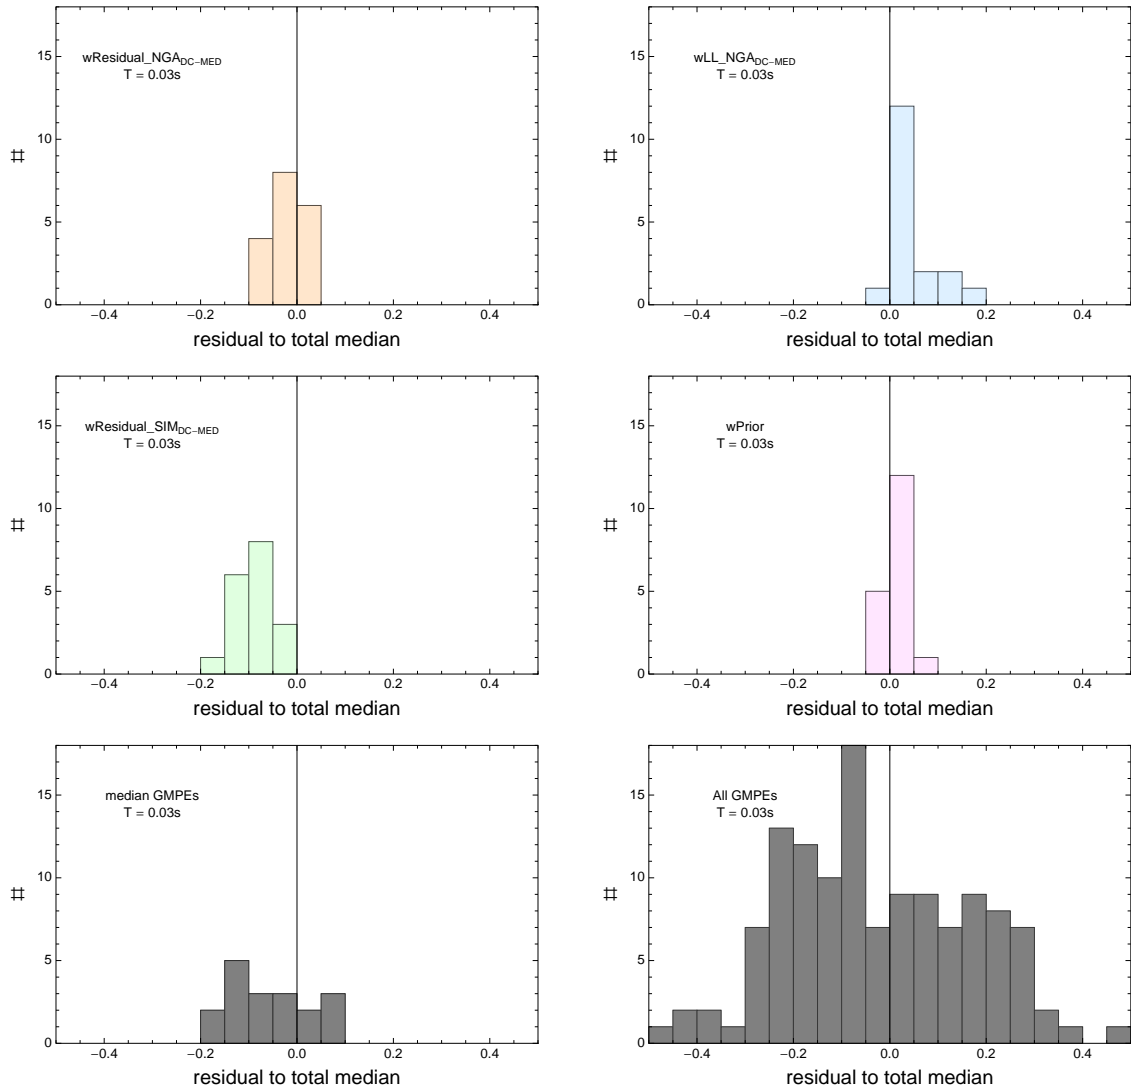 wResidual_NGADC−MED
T = 0.03s
15
10
5
0
#
−0.4 −0.2 0.0 0.2 0.4
residual to total median
wLL_NGADC−MED
T = 0.03s
15
10
5
0
#
−0.4 −0.2 0.0 0.2 0.4
residual to total median
wResidual_SIMDC−MED
T = 0.03s
15
10
5
0
#
−0.4 −0.2 0.0 0.2 0.4
residual to total median
wPrior
T = 0.03s
15
10
5
0
#
−0.4 −0.2 0.0 0.2 0.4
residual to total median
median GMPEs
T = 0.03s
15
10
5
0
#
−0.4 −0.2 0.0 0.2 0.4
residual to total median
All GMPEs
T = 0.03s
15
10
5
0
#
−0.4 −0.2 0.0 0.2 0.4
residual to total median